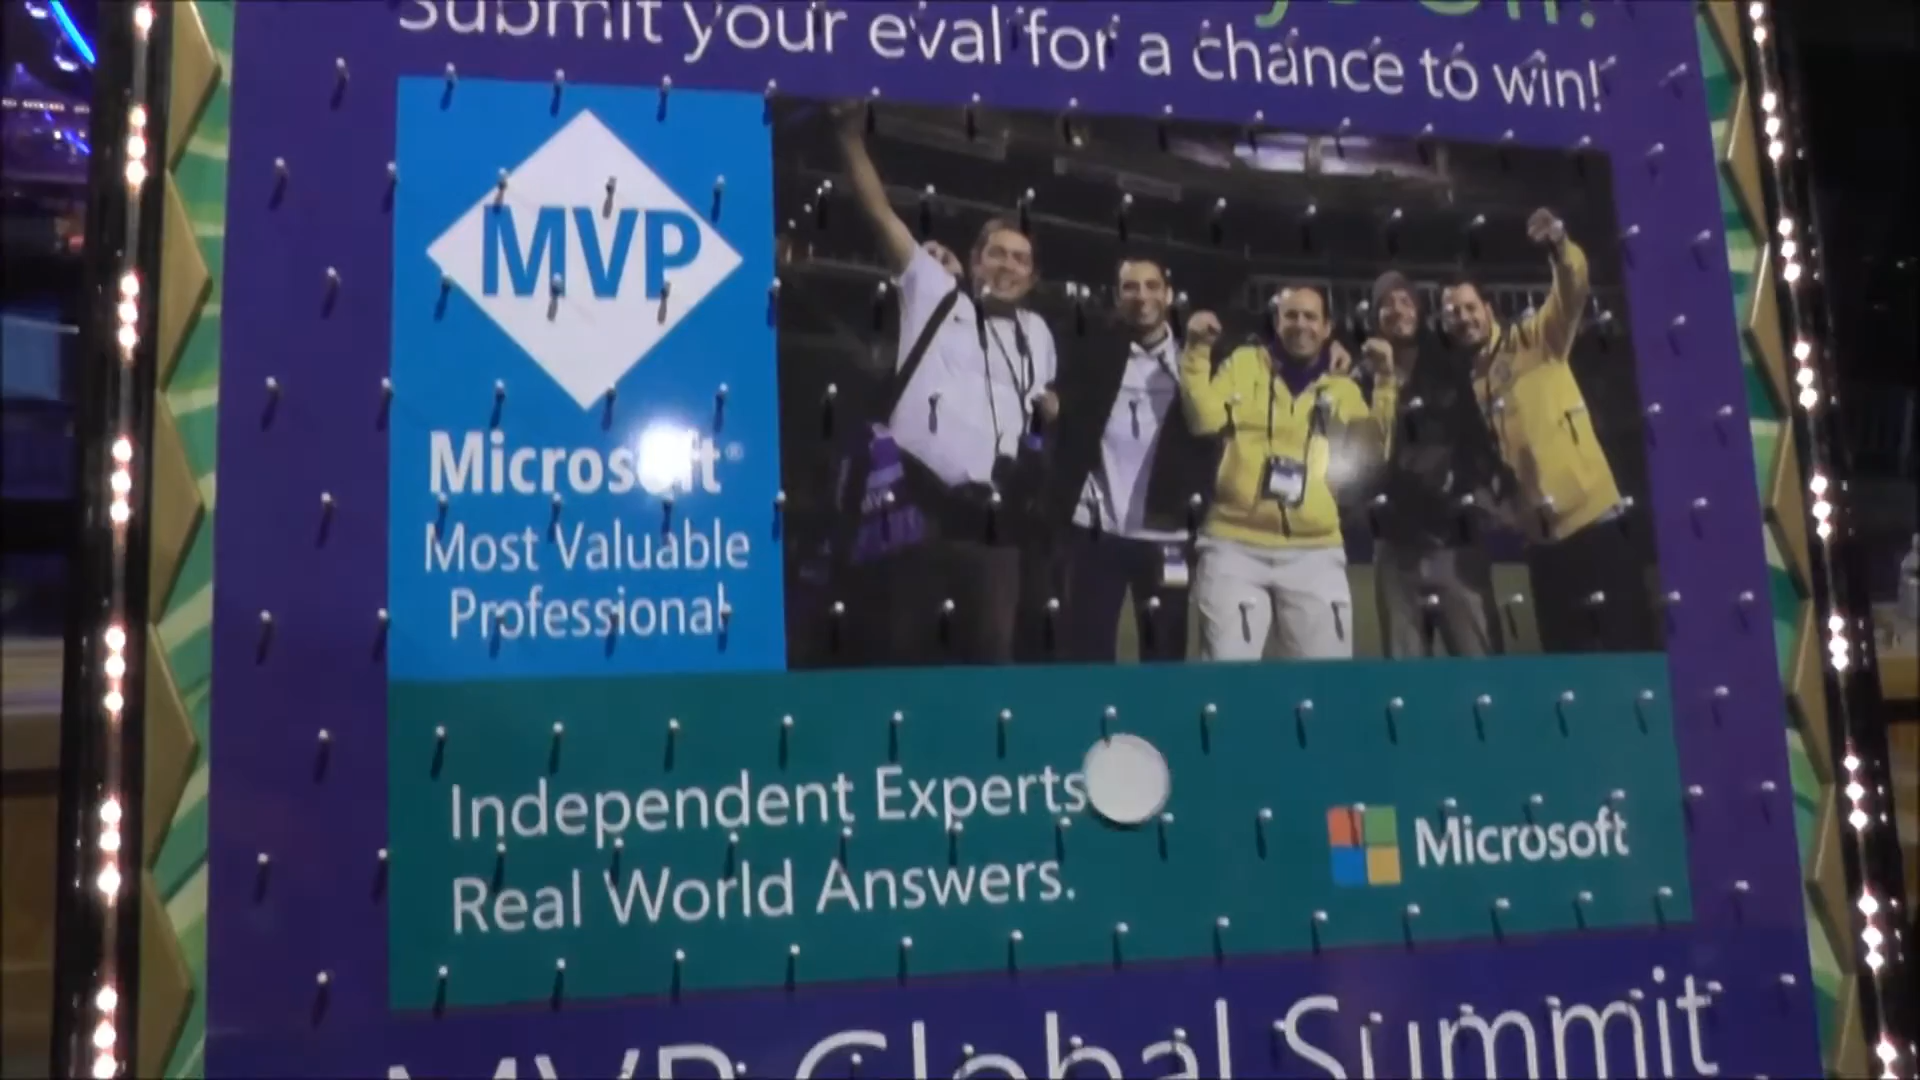 Submit your eval for a chance to win!
MVP
Microsoft®
Most Valuable
Professional
Independent Experts
Real World Answers.
Microsoft
MVP Global Summit